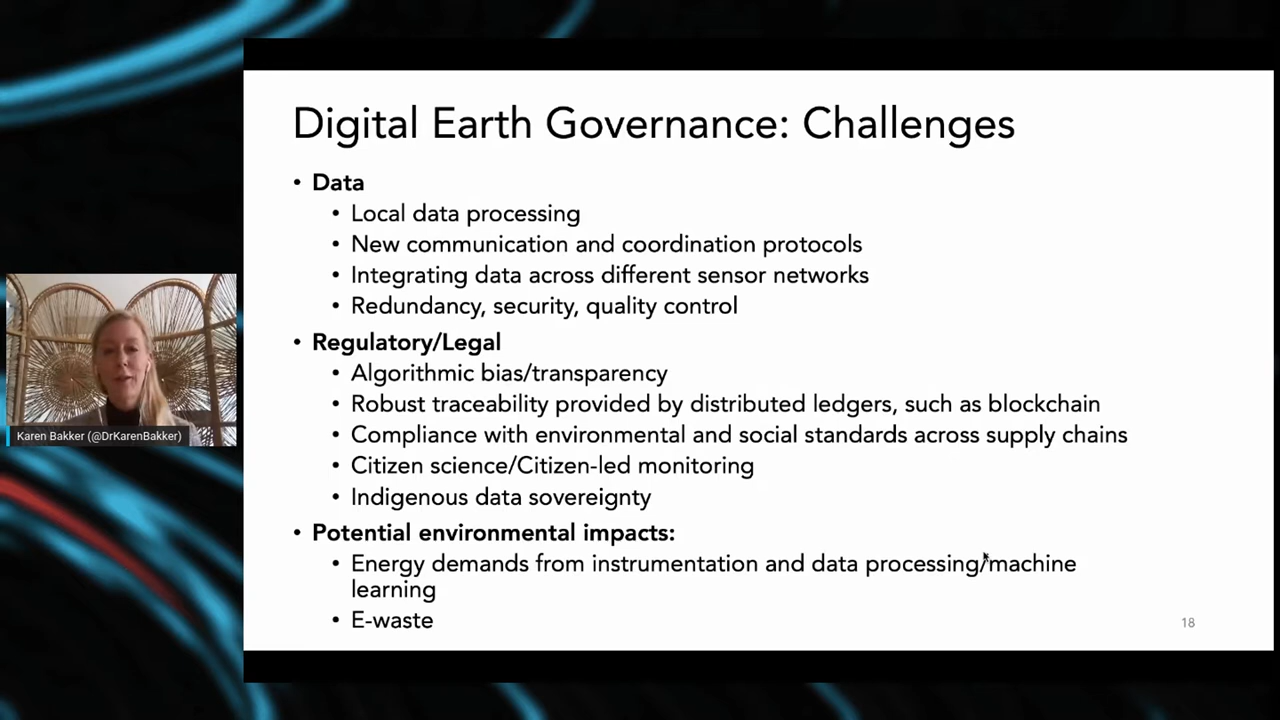 Digital Earth Governance: Challenges
• Data
• Local data processing
• New communication and coordination protocols
• Integrating data across different sensor networks
• Redundancy, security, quality control
• Regulatory/Legal
• Algorithmic bias/transparency
• Robust traceability provided by distributed ledgers, such as blockchain
• Compliance with environmental and social standards across supply chains
• Citizen science/Citizen-led monitoring
• Indigenous data sovereignty
• Potential environmental impacts:
• Energy demands from instrumentation and data processing/machine
learning
• E-waste
18
Karen Bakker (@DrKarenBakker)